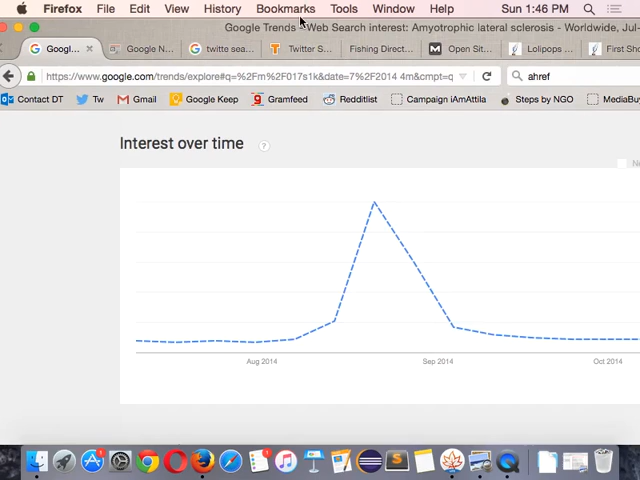 Firefox File Edit View History Bookmarks Tools Window Help Sun 1:46 PM
Google Trends - Web Search interest: Amyotrophic lateral sclerosis - Worldwide, Jul-
Googl... Google N... twitte sea... Twitter S... Fishing Direct... Open Sit... Lolipops ... First Sho
https://www.google.com/trends/explore#q=%2Fm%2F017s1k&date=7%2F2014 4m&cmpt=q ahref
Contact DT Tw Gmail Google Keep Gramfeed Redditlist Campaign iAmAttila Steps by NGO MediaBuy
Interest over time ?
Aug 2014 Sep 2014 Oct 2014